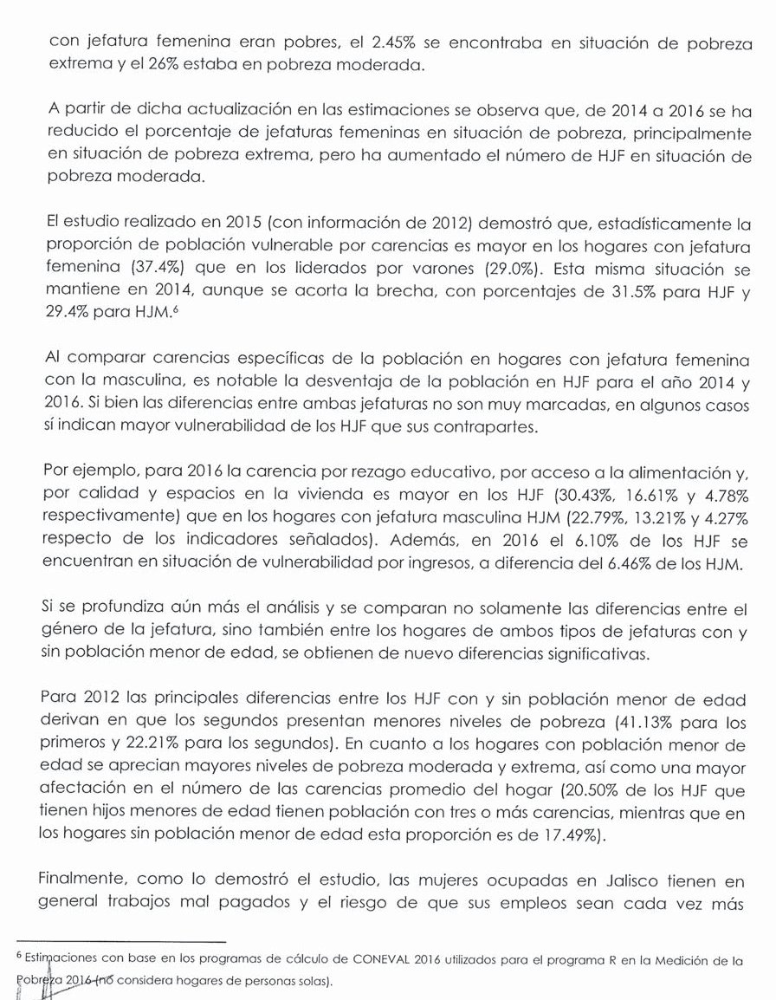 con jefatura femenina eran pobres, el 2.45% se encontraba en situación de pobreza
extrema y el 26% estaba en pobreza moderada.
A partir de dicha actualización en las estimaciones se observa que, de 2014 a 2016 se ha
reducido el porcentaje de jefaturas femeninas en situación de pobreza, principalmente
en situación de pobreza extrema, pero ha aumentado el número de HJF en situación de
pobreza moderada.
El estudio realizado en 2015 (con información de 2012) demostró que, estadísticamente la
proporción de población vulnerable por carencias es mayor en los hogares con jefatura
femenina (37.4%) que en los liderados por varones (29.0%). Esta misma situación se
mantiene en 2014, aunque se acorta la brecha, con porcentajes de 31.5% para HJF y
29.4% para HJM.⁶
Al comparar carencias específicas de la población en hogares con jefatura femenina
con la masculina, es notable la desventaja de la población en HJF para el año 2014 y
2016. Si bien las diferencias entre ambas jefaturas no son muy marcadas, en algunos casos
sí indican mayor vulnerabilidad de los HJF que sus contrapartes.
Por ejemplo, para 2016 la carencia por rezago educativo, por acceso a la alimentación y,
por calidad y espacios en la vivienda es mayor en los HJF (30.43%, 16.61% y 4.78%
respectivamente) que en los hogares con jefatura masculina HJM (22.79%, 13.21% y 4.27%
respecto de los indicadores señalados). Además, en 2016 el 6.10% de los HJF se
encuentran en situación de vulnerabilidad por ingresos, a diferencia del 6.46% de los HJM.
Si se profundiza aún más el análisis y se comparan no solamente las diferencias entre el
género de la jefatura, sino también entre los hogares de ambos tipos de jefaturas con y
sin población menor de edad, se obtienen de nuevo diferencias significativas.
Para 2012 las principales diferencias entre los HJF con y sin población menor de edad
derivan en que los segundos presentan menores niveles de pobreza (41.13% para los
primeros y 22.21% para los segundos). En cuanto a los hogares con población menor de
edad se aprecian mayores niveles de pobreza moderada y extrema, así como una mayor
afectación en el número de las carencias promedio del hogar (20.50% de los HJF que
tienen hijos menores de edad tienen población con tres o más carencias, mientras que en
los hogares sin población menor de edad esta proporción es de 17.49%).
Finalmente, como lo demostró el estudio, las mujeres ocupadas en Jalisco tienen en
general trabajos mal pagados y el riesgo de que sus empleos sean cada vez más
⁶ Estimaciones con base en los programas de cálculo de CONEVAL 2016 utilizados para el programa R en la Medición de la
Pobreza 2016 (no considera hogares de personas solas).